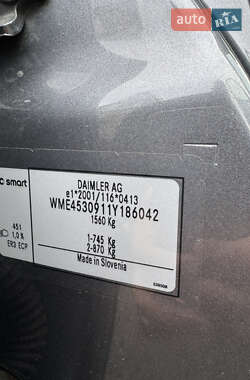 AUTO.RIA.com
smart
DAIMLER AG
e1*2001/116*0413
WME4530911Y186042
1560 Kg
1-745 Kg
2-870 Kg
Made in Slovenia
451
1,0 %
ER3 ECP